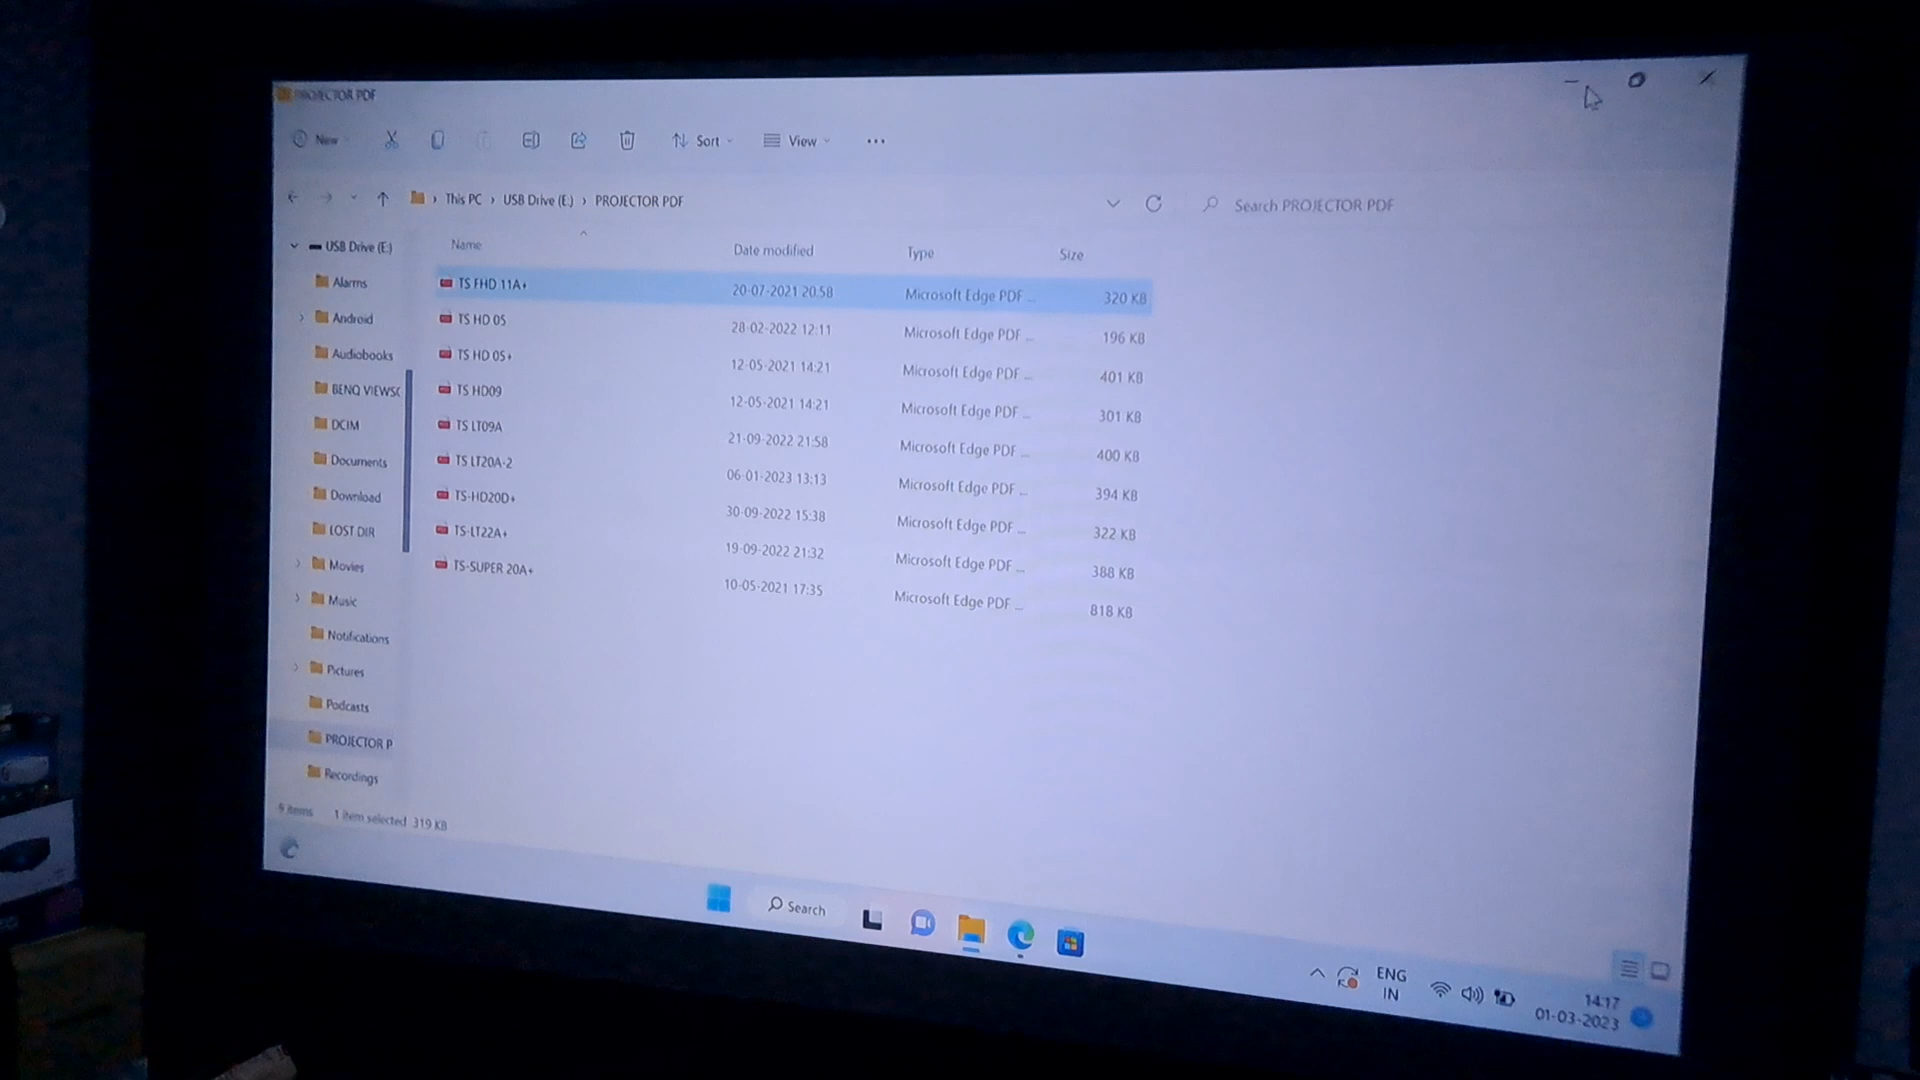 PROJECTOR PDF
New
Sort
View
This PC › USB Drive (E:) › PROJECTOR PDF
Search PROJECTOR PDF
USB Drive (E:)
Alarms
Android
Audiobooks
BENQ VIEWSC
DCIM
Documents
Download
LOST.DIR
Movies
Music
Notifications
Pictures
Podcasts
PROJECTOR P
Recordings
Name Date modified Type Size
TS FHD 11A+ 20-07-2021 20:58 Microsoft Edge PDF ... 320 KB
TS HD 05 28-02-2022 12:11 Microsoft Edge PDF ... 196 KB
TS HD 05+ 12-05-2021 14:21 Microsoft Edge PDF ... 401 KB
TS HD09 12-05-2021 14:21 Microsoft Edge PDF ... 301 KB
TS LT09A 21-09-2022 21:58 Microsoft Edge PDF ... 400 KB
TS LT20A-2 06-01-2023 13:13 Microsoft Edge PDF ... 394 KB
TS-HD20D+ 30-09-2022 15:38 Microsoft Edge PDF ... 322 KB
TS-LT22A+ 19-09-2022 21:32 Microsoft Edge PDF ... 388 KB
TS-SUPER 20A+ 10-05-2021 17:35 Microsoft Edge PDF ... 818 KB
9 items 1 item selected 319 KB
Search
ENG
IN
14:17
01-03-2023